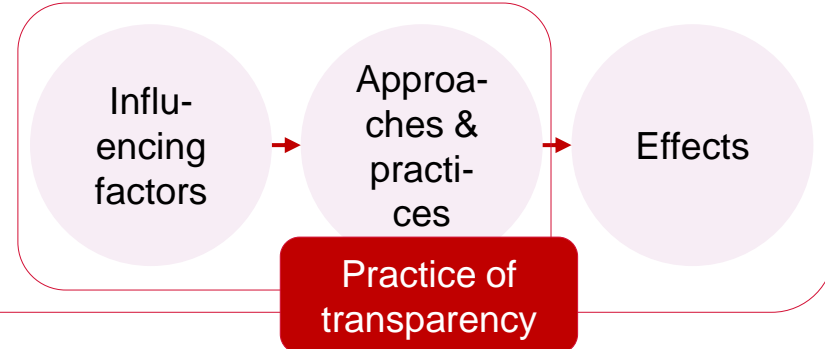 Influ-
encing
factors
Approa-
ches &
practi-
ces
Effects
Practice of
transparency